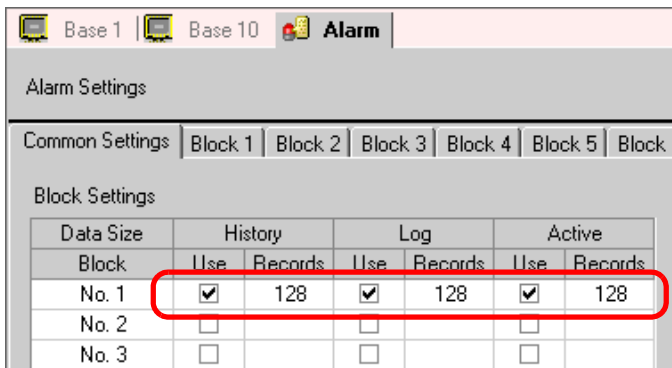 Base 1 Base 10 Alarm
Alarm Settings
Common Settings Block 1 Block 2 Block 3 Block 4 Block 5 Block
Block Settings
Data Size History Log Active
Block Use Records Use Records Use Records
No. 1 128 128 128
No. 2
No. 3